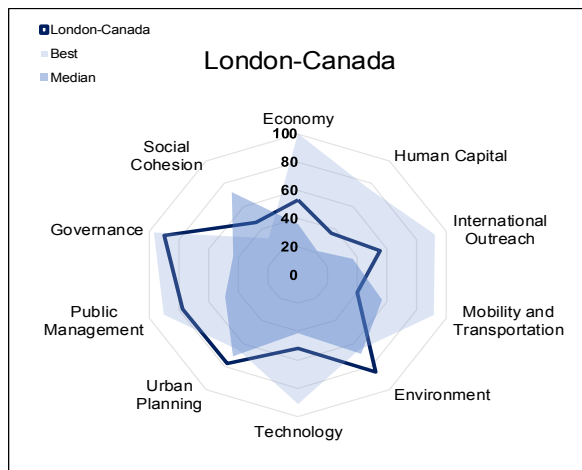 London-Canada
Best
Median
London-Canada
Economy
Human Capital
International
Outreach
Mobility and
Transportation
Environment
Technology
Urban
Planning
Public
Management
Governance
Social
Cohesion
100
80
60
40
20
0